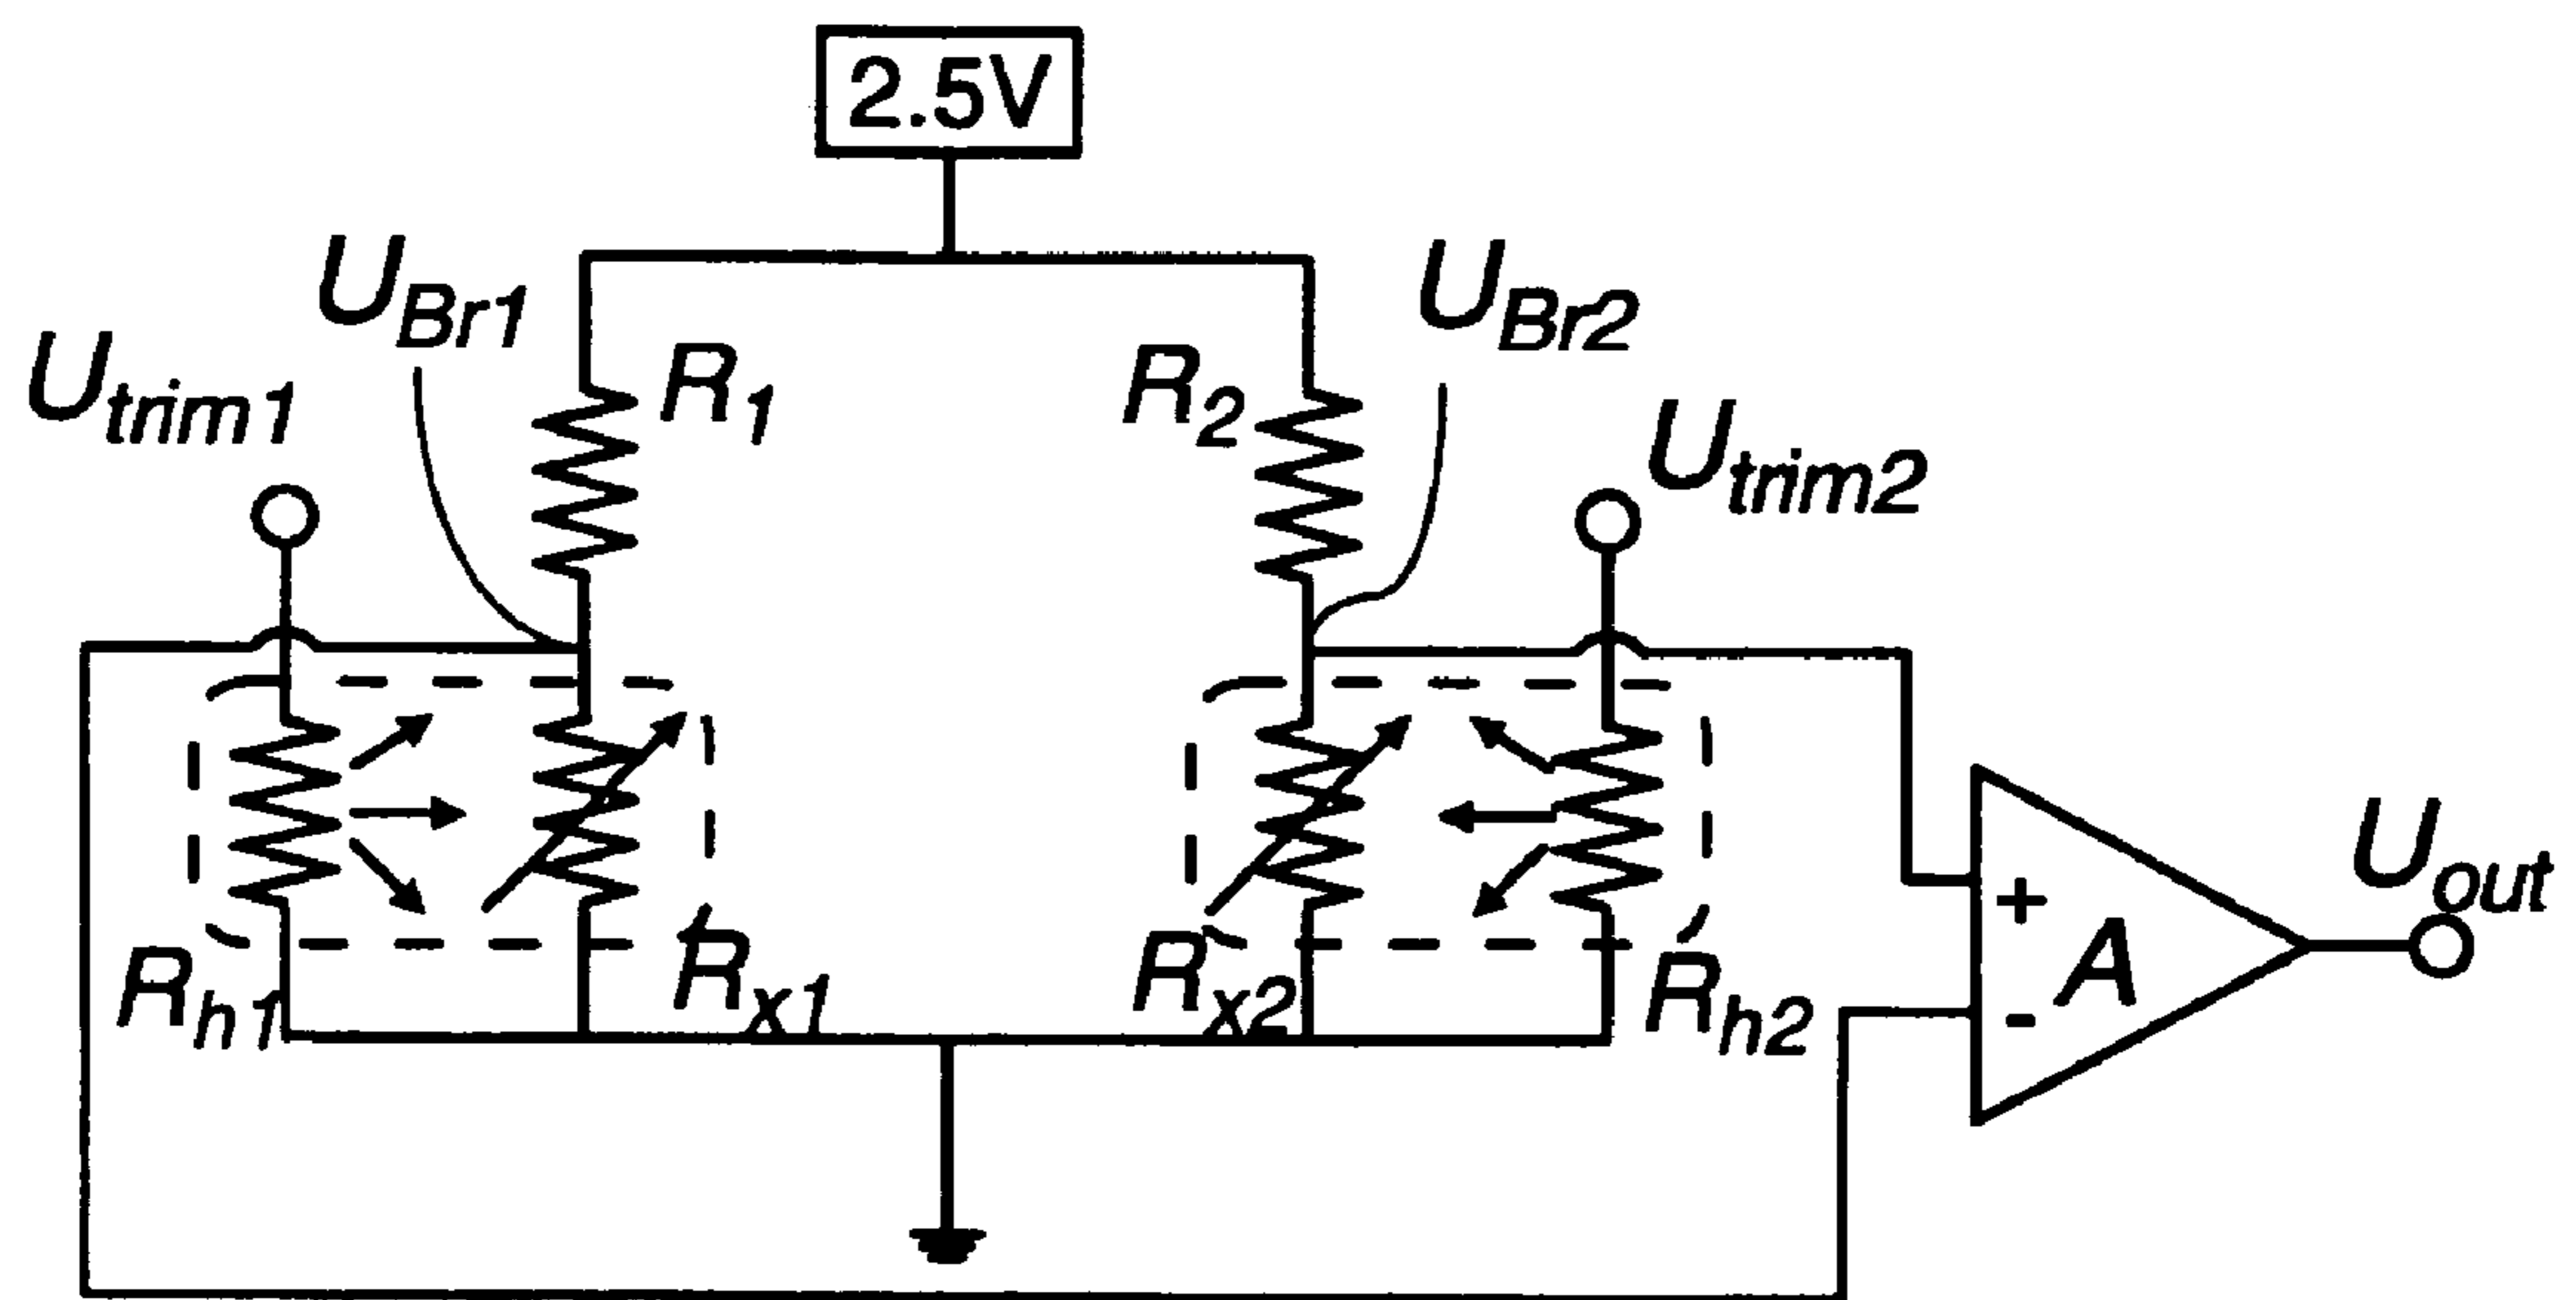 2.5V
U_Br1
U_Br2
U_trim1
R_1
R_2
U_trim2
U_out
+
A
-
R_h1
R_x1
R_x2
R_h2